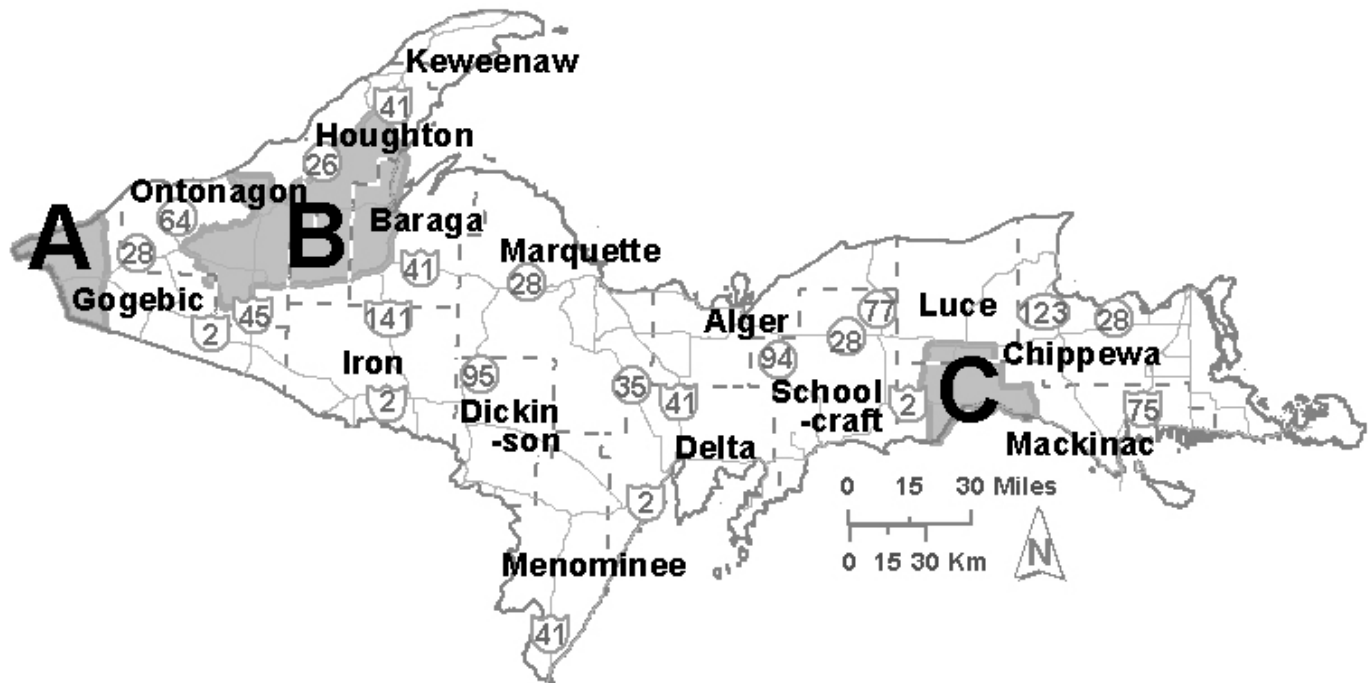 Keweenaw
41
Houghton
26
Ontonagon
64
A
B
Baraga
28
Marquette
41
28
Gogebic
45
2
141
Iron
95
2
Dickin
-son
35
41
Alger
94
77
28
Luce
123
28
Chippewa
School
-craft
2
C
75
Delta
Mackinac
2
0 15 30 Miles
0 15 30 Km
N
Menominee
41